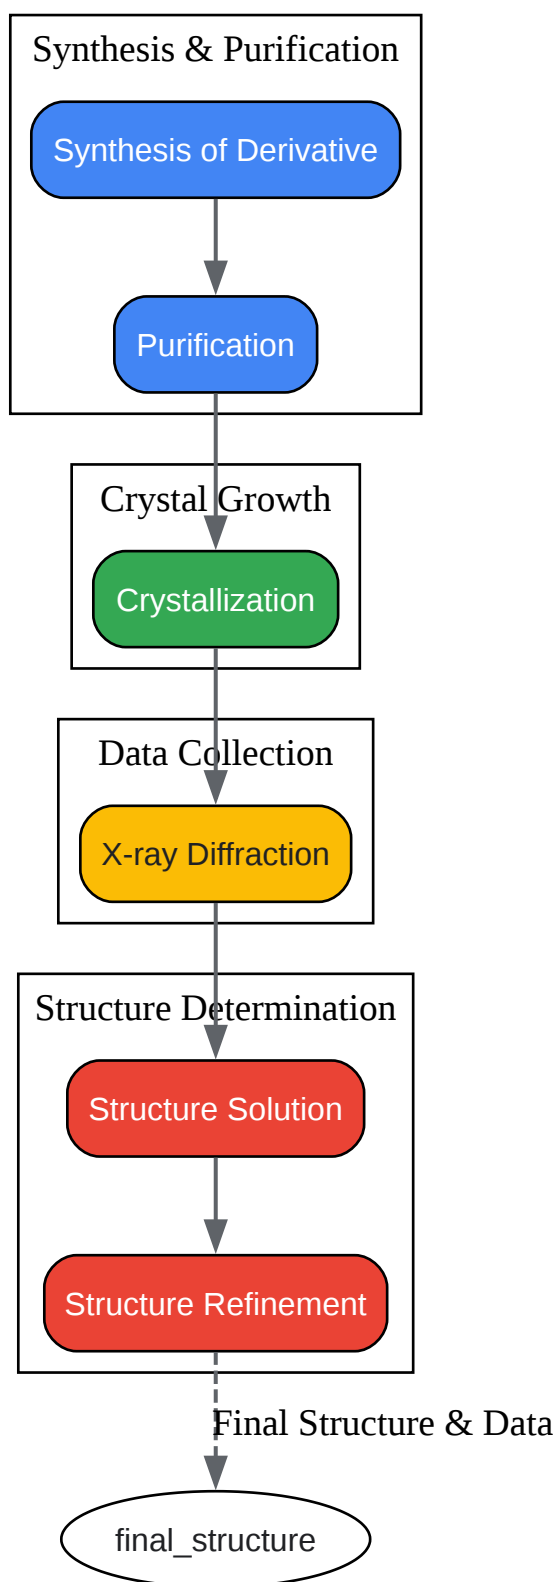 Synthesis & Purification
Synthesis of Derivative
Purification
Crystal Growth
Crystallization
Data Collection
X-ray Diffraction
Structure Determination
Structure Solution
Structure Refinement
Final Structure & Data
final_structure